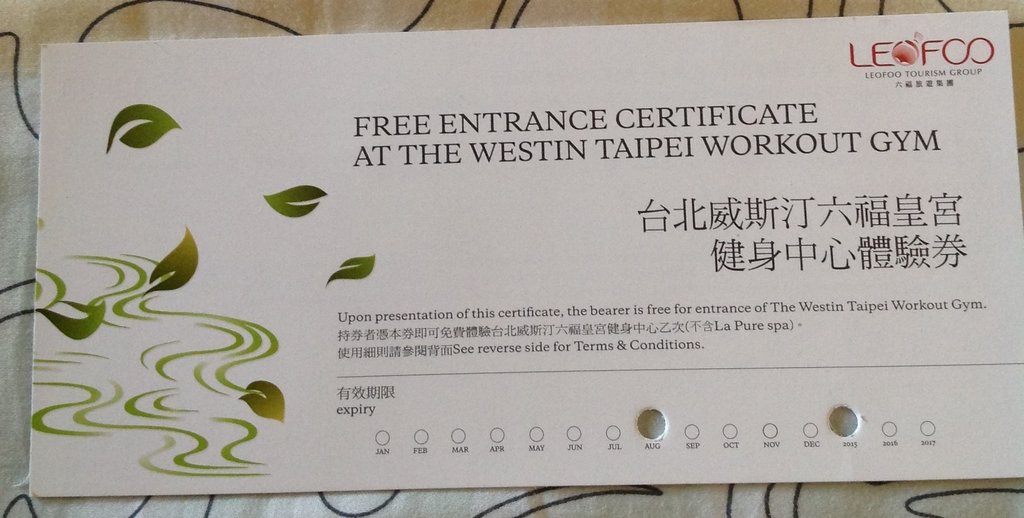 LEOFOO
LEOFOO TOURISM GROUP
六福旅遊集團
FREE ENTRANCE CERTIFICATE
AT THE WESTIN TAIPEI WORKOUT GYM
台北威斯汀六福皇宮
健身中心體驗券
Upon presentation of this certificate, the bearer is free for entrance of The Westin Taipei Workout Gym.
持券者憑本券即可免費體驗台北威斯汀六福皇宮健身中心乙次(不含La Pure spa)。
使用細則請參閱背面See reverse side for Terms & Conditions.
有效期限
expiry
JAN FEB MAR APR MAY JUN JUL AUG SEP OCT NOV DEC 2015 2016 2017